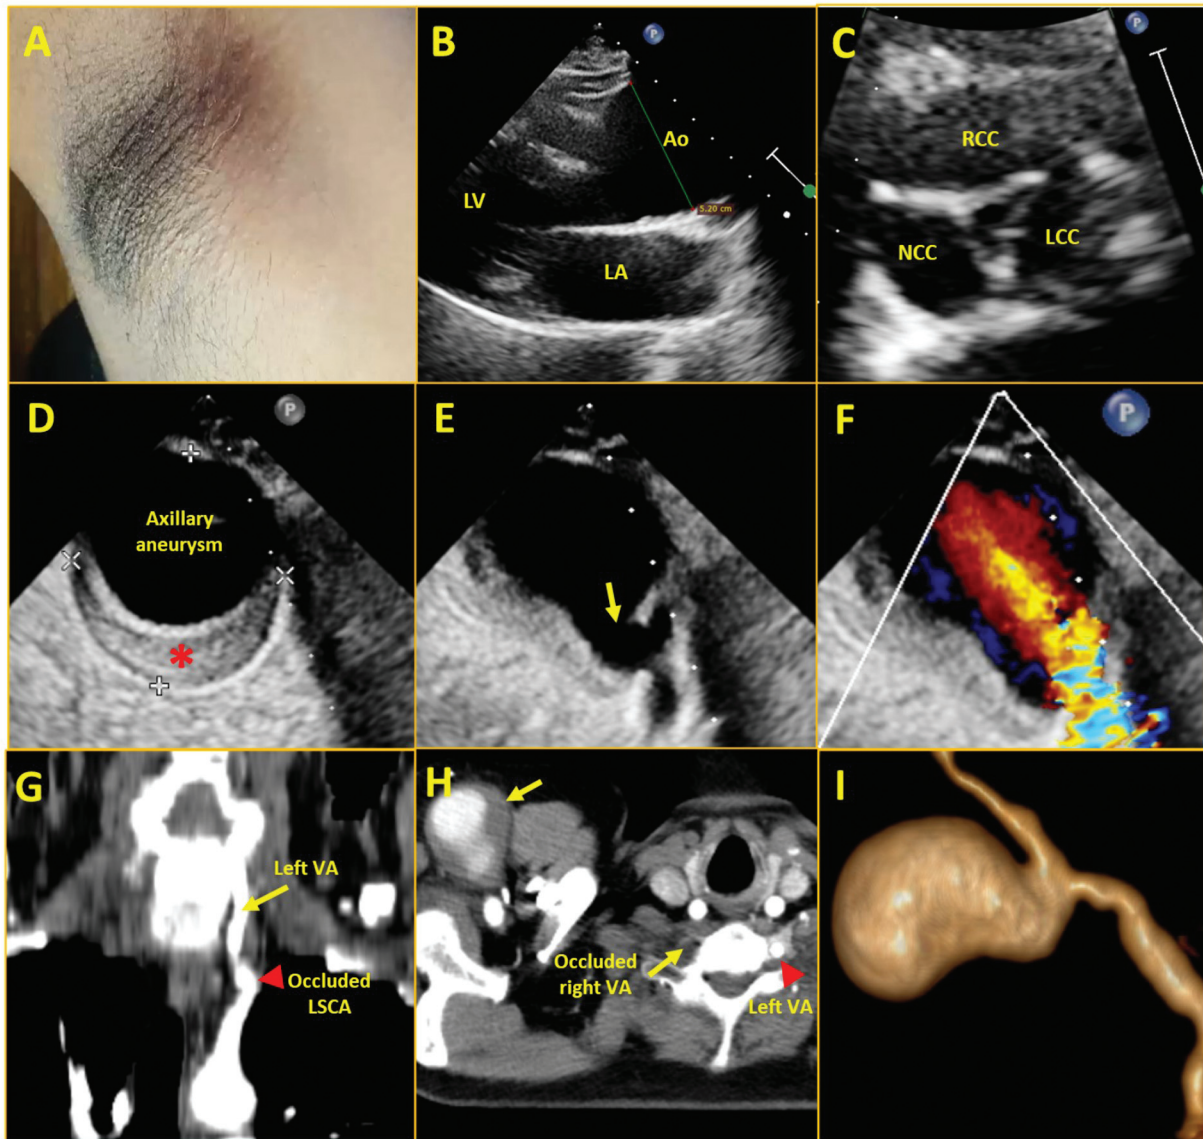 A
B
P
Ao
LV
5.20 cm
LA
C
P
RCC
NCC
LCC
D
P
Axillary
aneurysm
*
E
F
P
G
Left VA
Occluded
LSCA
H
Occluded
right VA
Left VA
I